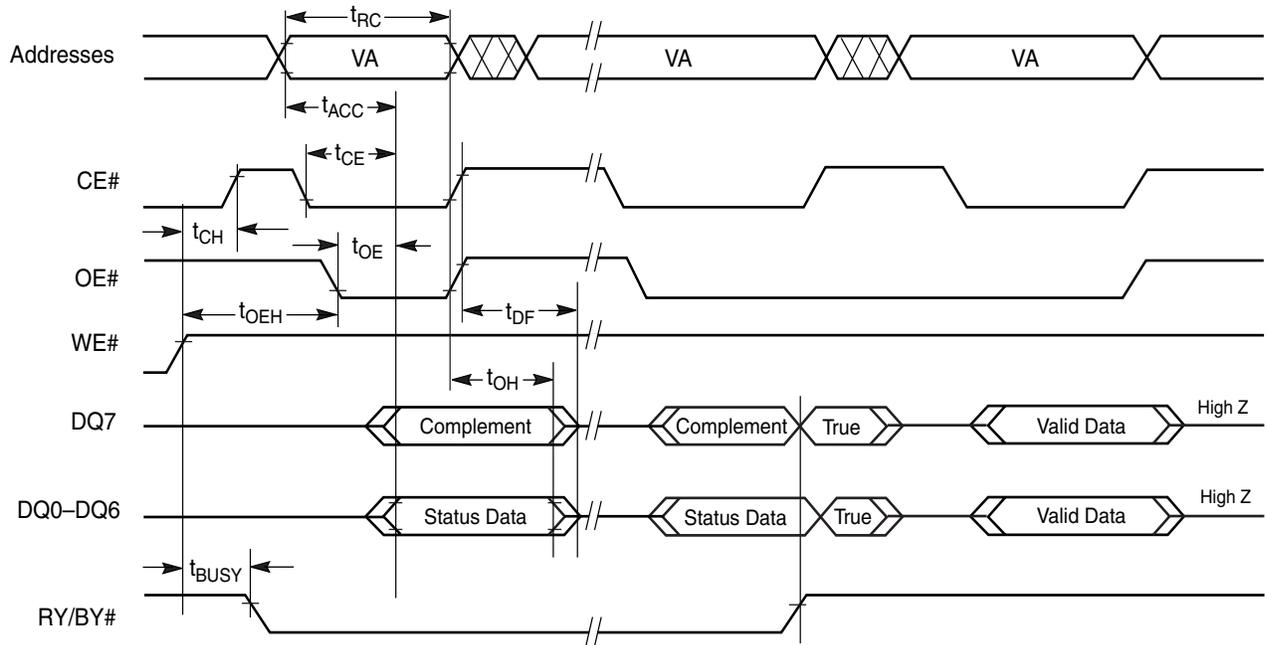 tRC
Addresses VA VA VA
tACC
tCE
CE#
tCH tOE
OE#
tOEH tDF
WE#
tOH
DQ7 Complement Complement True Valid Data High Z
DQ0–DQ6 Status Data Status Data True Valid Data High Z
tBUSY
RY/BY#